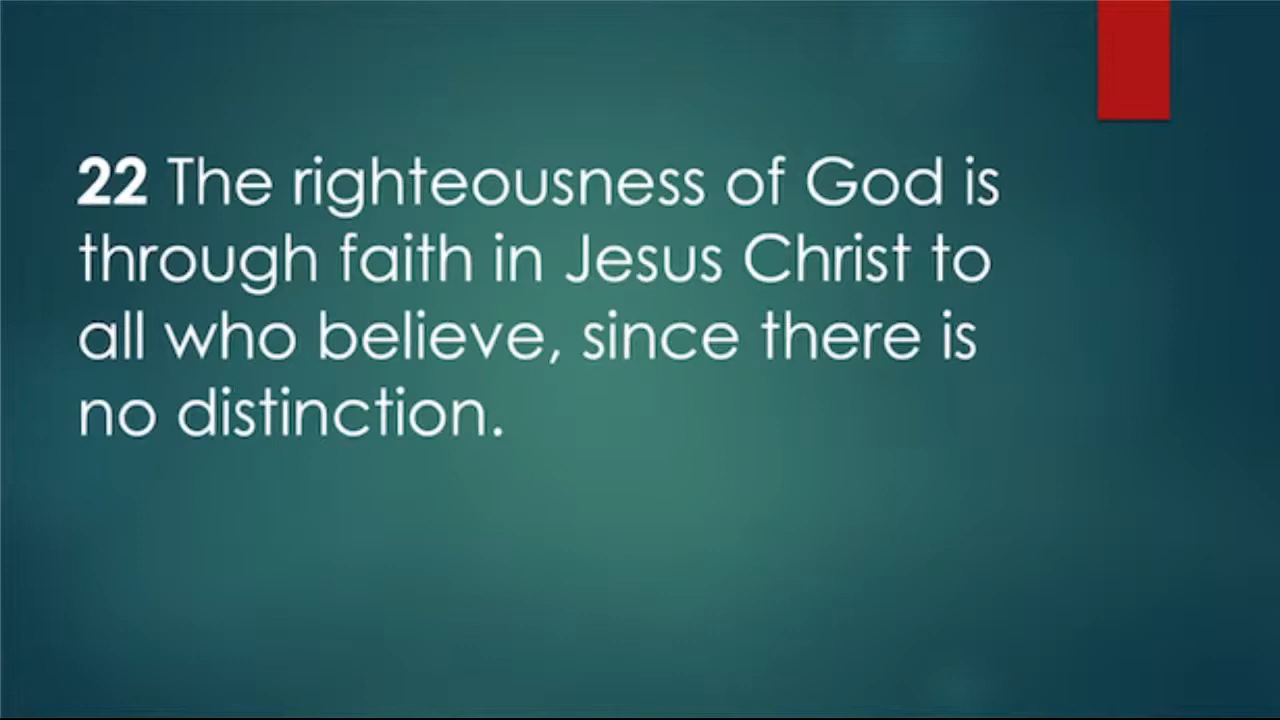 22 The righteousness of God is
through faith in Jesus Christ to
all who believe, since there is
no distinction.